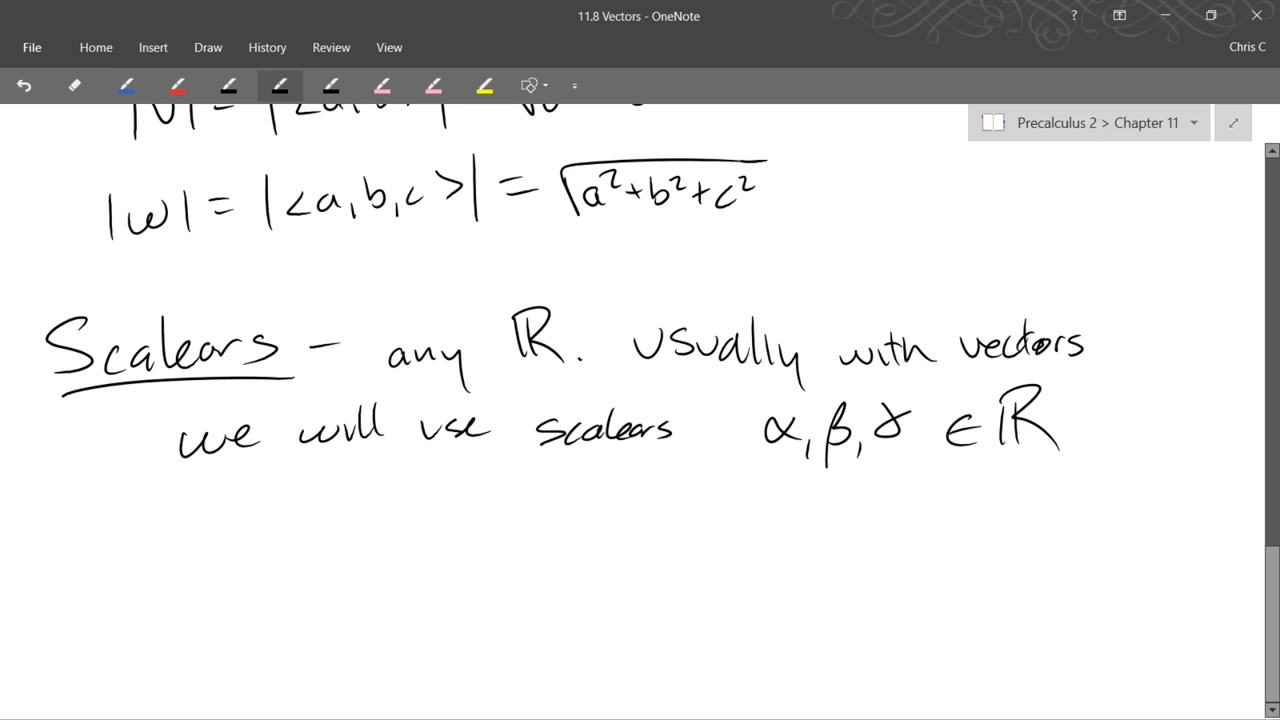 11.8 Vectors - OneNote
?
File Home Insert Draw History Review View
Chris C
Precalculus 2 > Chapter 11
|w| = |<a,b,c>| = √a²+b²+c²
Scalears - any ℝ. usually with vectors
we will use scalears α, β, γ ∈ ℝ